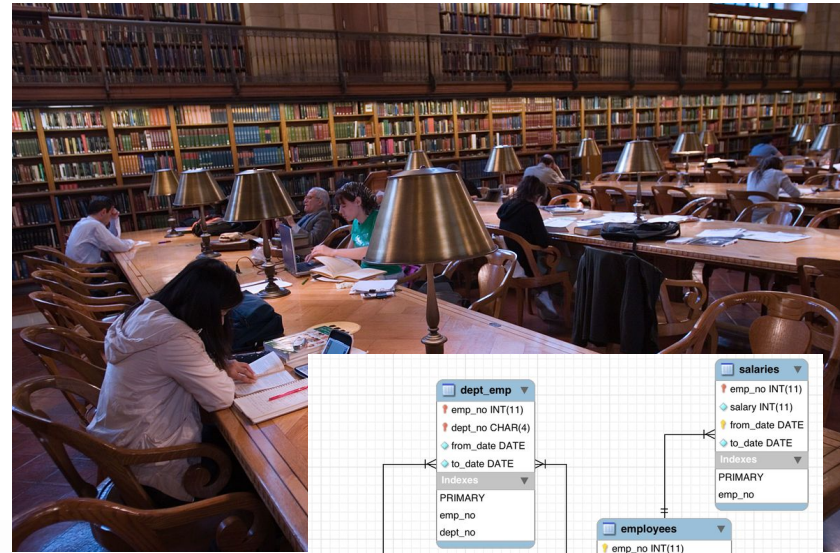 dept_emp
emp_no INT(11)
dept_no CHAR(4)
from_date DATE
to_date DATE
Indexes
PRIMARY
emp_no
dept_no
salaries
emp_no INT(11)
salary INT(11)
from_date DATE
to_date DATE
Indexes
PRIMARY
emp_no
employees
emp_no INT(11)